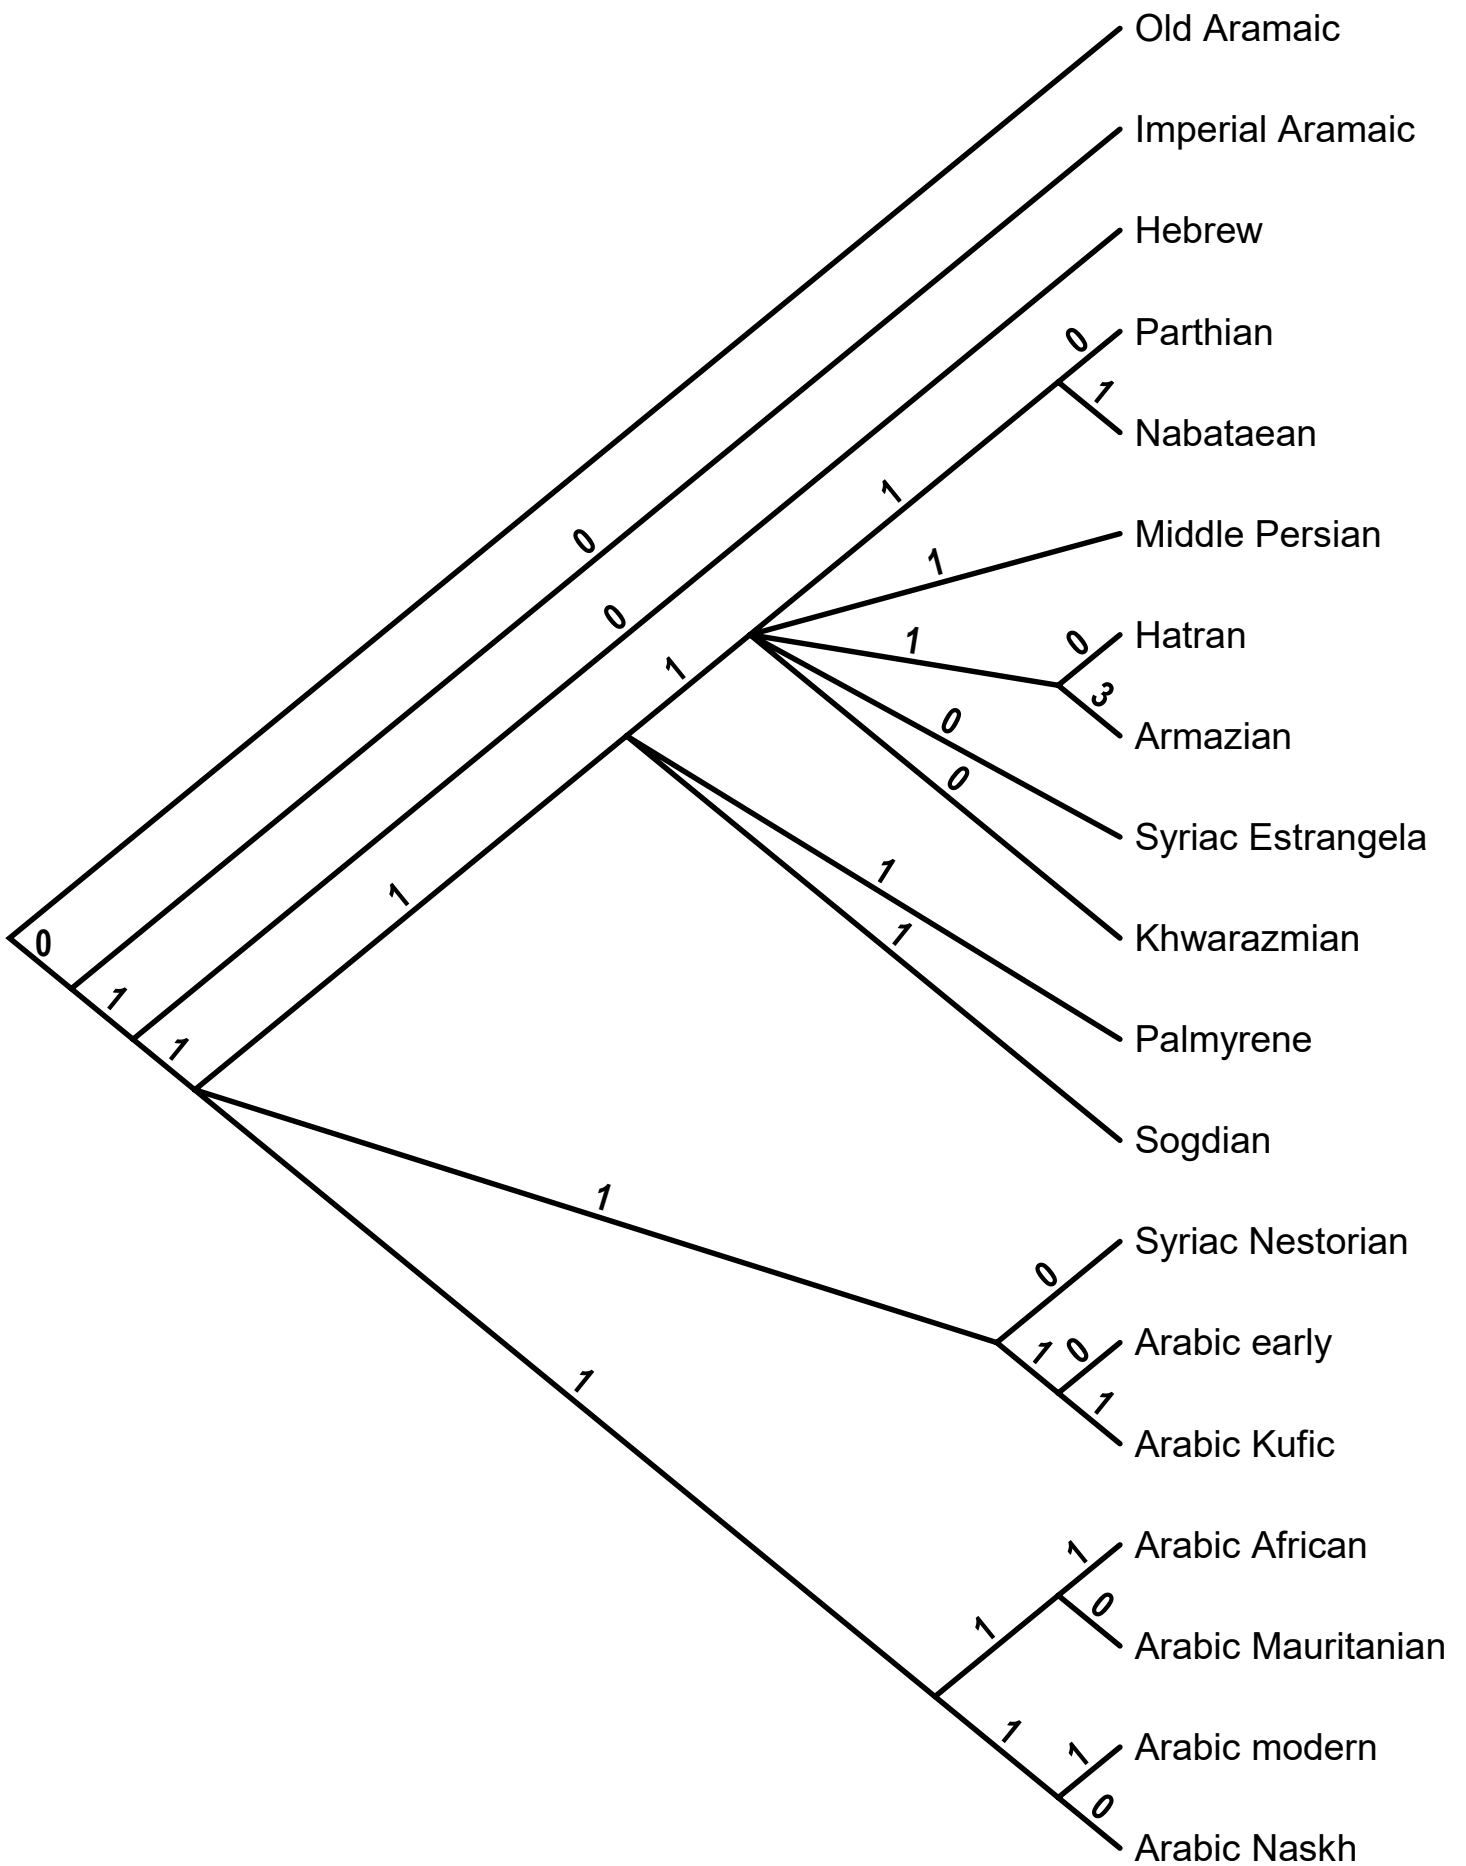 Old Aramaic
Imperial Aramaic
Hebrew
0
Parthian
1
Nabataean
1
0
Middle Persian
1
0
1
0
Hatran
1
3
Armazian
0
0
Syriac Estrangela
1
1
1
Khwarazmian
0
1
Palmyrene
1
Sogdian
1
Syriac Nestorian
0
1
0
Arabic early
1
1
Arabic Kufic
1
Arabic African
1
0
Arabic Mauritanian
1
1
Arabic modern
0
Arabic Naskh